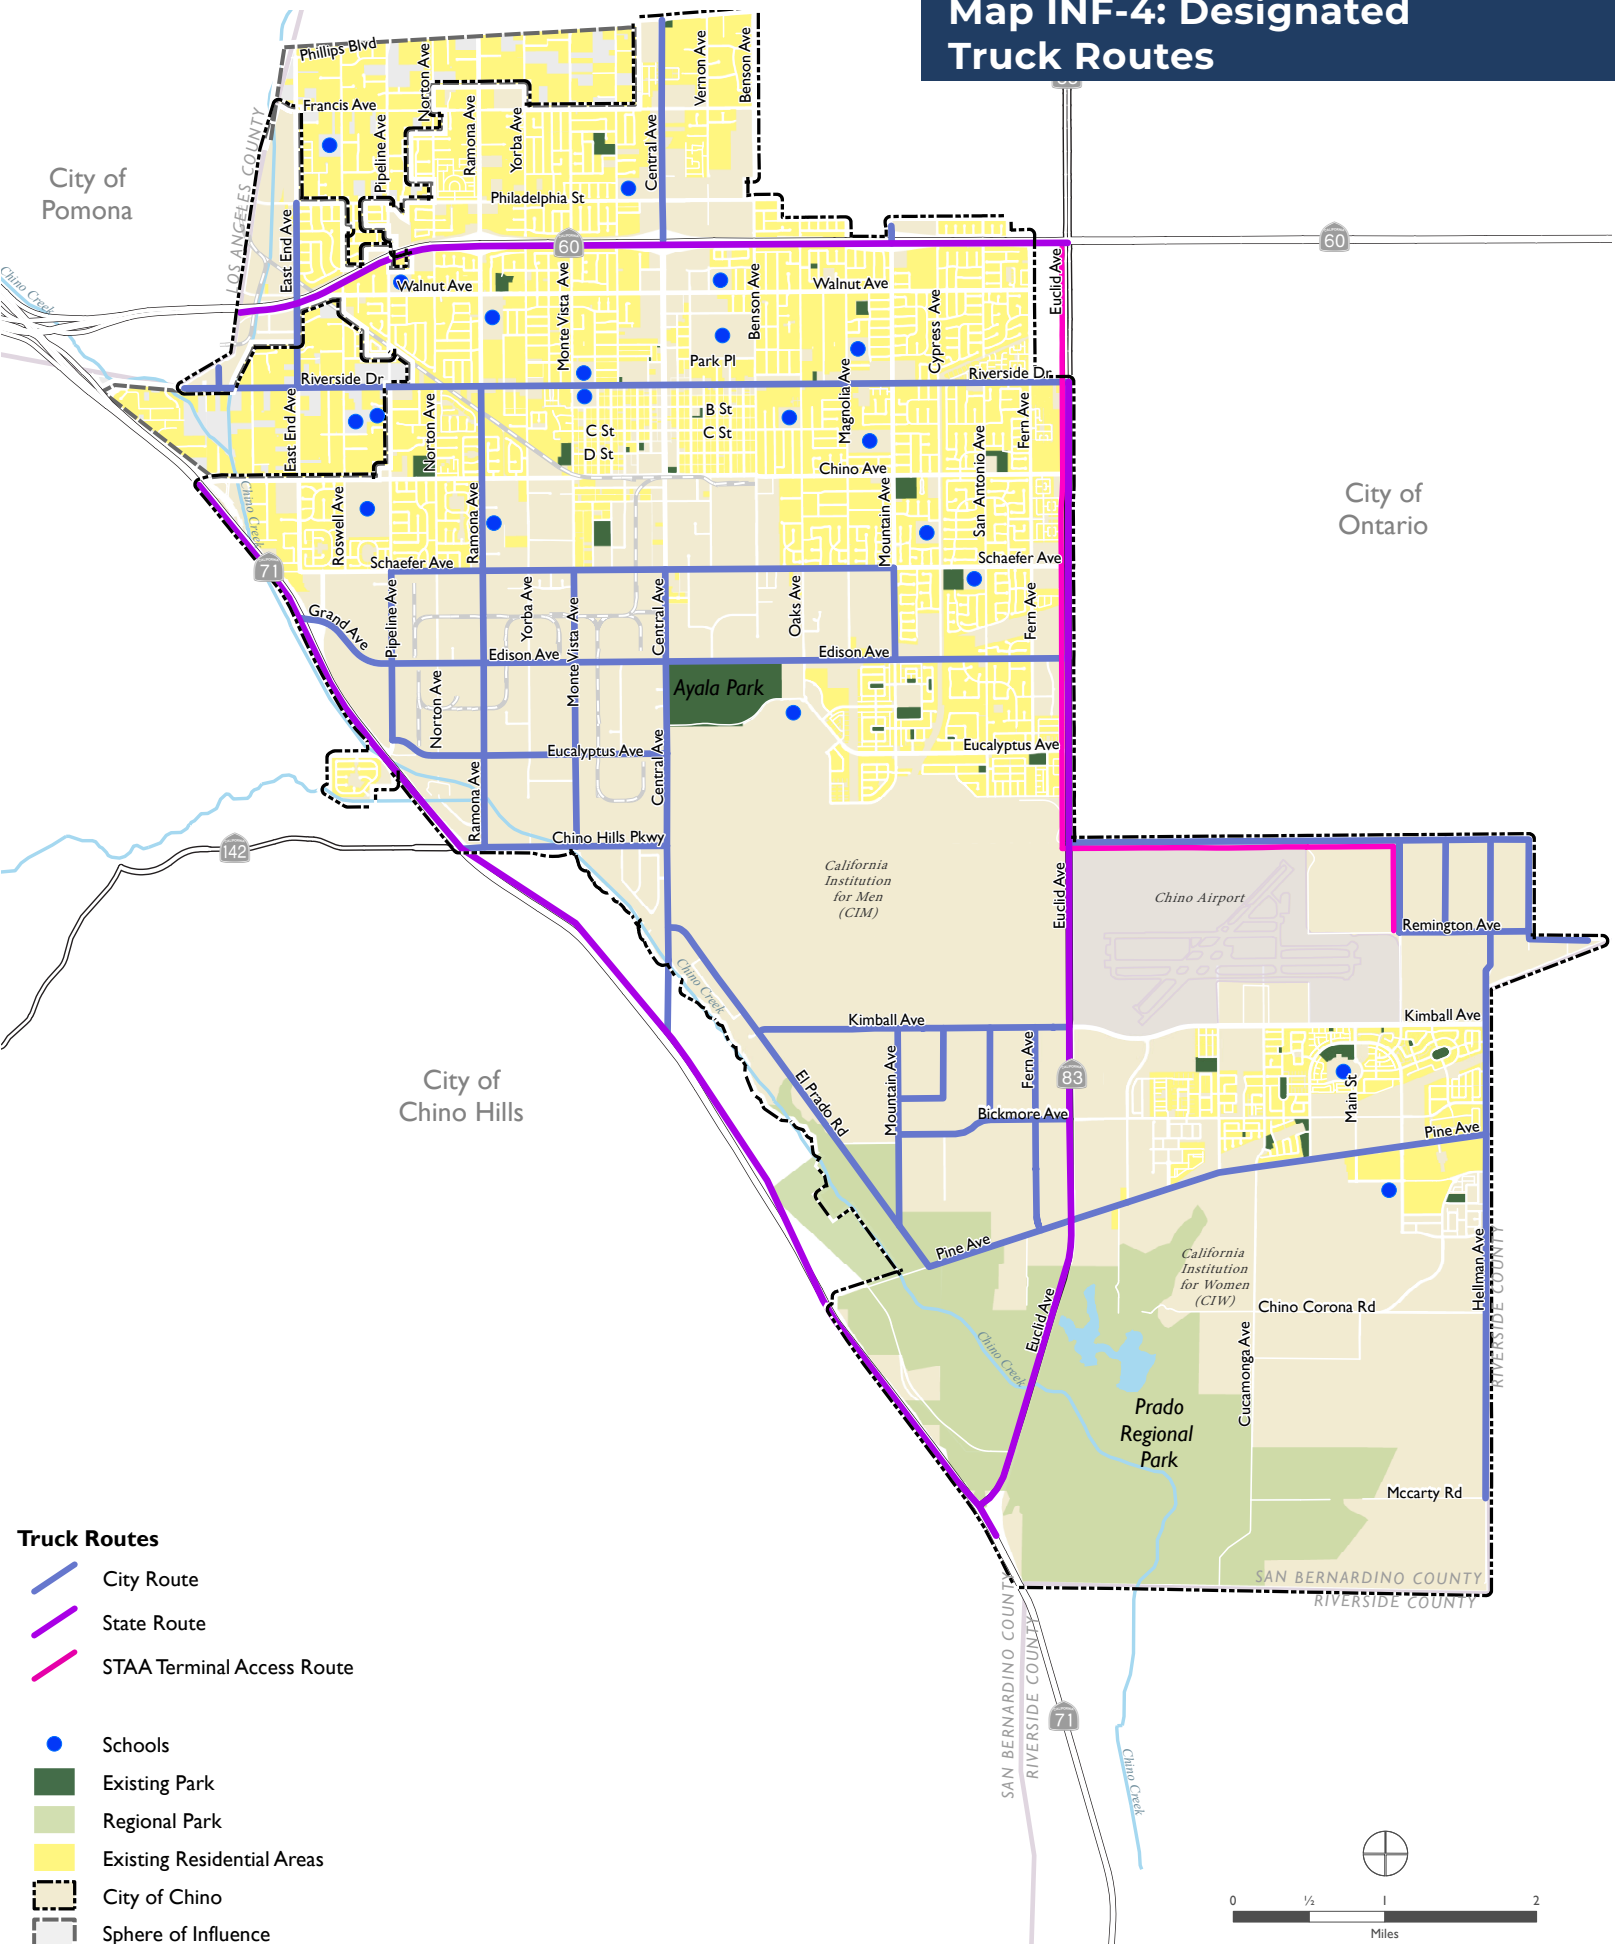 Map INF-4: Designated
Truck Routes
Phillips Blvd
Norton Ave
Vernon Ave
Benson Ave
Francis Ave
Pipeline Ave
Ramona Ave
Yorba Ave
Central Ave
LOS ANGELES COUNTY
City of
Pomona
Philadelphia St
East End Ave
60
60
Chino Creek
Walnut Ave
Monte Vista Ave
Benson Ave
Walnut Ave
Cypress Ave
Euclid Ave
Park Pl
Riverside Dr
Riverside Dr
East End Ave
Norton Ave
B St
C St
C St
D St
Magnolia Ave
Fern Ave
San Antonio Ave
Chino Ave
Chino Creek
Roswell Ave
Ramona Ave
Mountain Ave
City of
Ontario
71
Schaefer Ave
Schaefer Ave
Grand Ave
Pipeline Ave
Yorba Ave
Monte Vista Ave
Central Ave
Oaks Ave
Fern Ave
Edison Ave
Edison Ave
Ayala Park
Norton Ave
Eucalyptus Ave
Eucalyptus Ave
Central Ave
Ramona Ave
Chino Hills Pkwy
142
California
Institution
for Men
(CIM)
Euclid Ave
Chino Airport
Remington Ave
Chino Creek
Kimball Ave
Kimball Ave
City of
Chino Hills
El Prado Rd
Mountain Ave
Fern Ave
83
Bickmore Ave
Main St
Pine Ave
Pine Ave
California
Institution
for Women
(CIW)
Hellman Ave
RIVERSIDE COUNTY
Chino Corona Rd
Euclid Ave
Chino Creek
Cucamonga Ave
Prado
Regional
Park
Mccarty Rd
SAN BERNARDINO COUNTY
RIVERSIDE COUNTY
SAN BERNARDINO COUNTY
RIVERSIDE COUNTY
71
Chino Creek
Truck Routes
City Route
State Route
STAA Terminal Access Route
Schools
Existing Park
Regional Park
Existing Residential Areas
City of Chino
Sphere of Influence
0 ½ 1 2
Miles